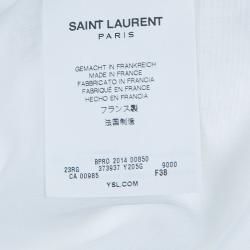 SAINT LAURENT
PARIS
GEMACHT IN FRANKREICH
MADE IN FRANCE
FABBRICATO IN FRANCIA
FABRIQUÉ EN FRANCE
HECHO EN FRANCIA
フランス製
法国制造
BPRO 2014 00850
23RG 373937 Y205G 9000
CA 00985 F38
YSL.COM